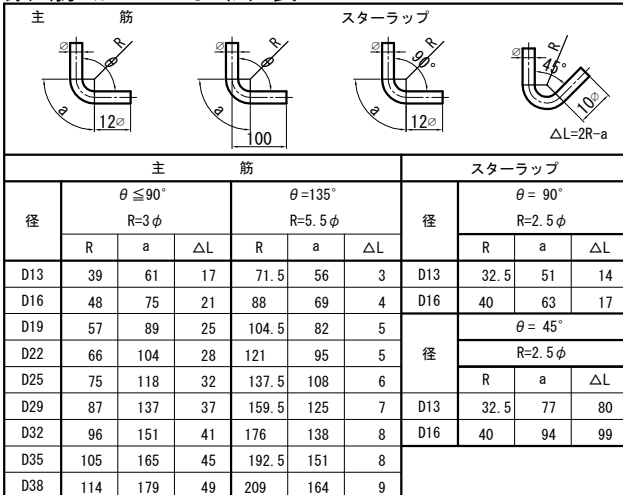 主 筋 スターラップ
∅ R θ a 12∅
∅ R θ a 100
∅ R 90° a 12∅
∅ R 45° 10∅
△L=2R-a
主 筋 スターラップ
径 θ≦90° θ=135° 径 θ= 90°
R=3φ R=5.5φ R=2.5φ
R a △L R a △L R a △L
D13 39 61 17 71.5 56 3 D13 32.5 51 14
D16 48 75 21 88 69 4 D16 40 63 17
D19 57 89 25 104.5 82 5 径 θ= 45°
D22 66 104 28 121 95 5 R=2.5φ
D25 75 118 32 137.5 108 6 R a △L
D29 87 137 37 159.5 125 7 D13 32.5 77 80
D32 96 151 41 176 138 8 D16 40 94 99
D35 105 165 45 192.5 151 8
D38 114 179 49 209 164 9